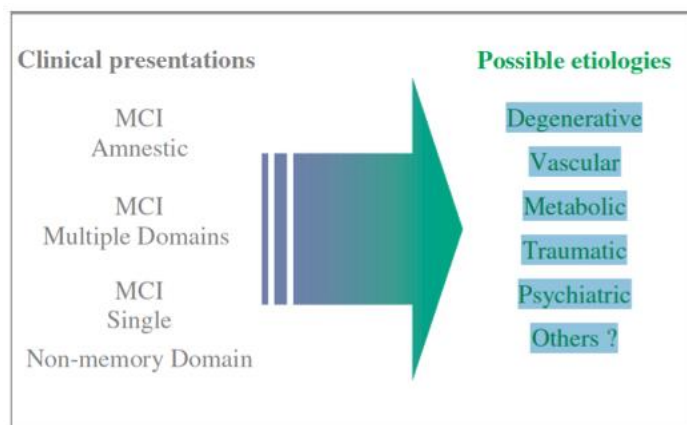 Clinical presentations
MCI
Amnestic
MCI
Multiple Domains
MCI
Single
Non-memory Domain
Possible etiologies
Degenerative
Vascular
Metabolic
Traumatic
Psychiatric
Others ?